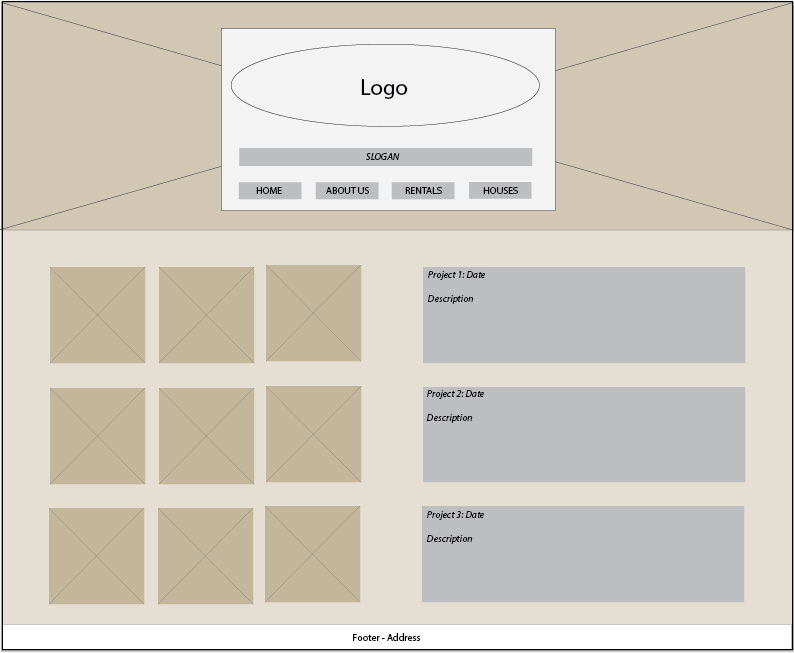 Logo
SLOGAN
HOME ABOUT US RENTALS HOUSES
Project 1: Date
Description
Project 2: Date
Description
Project 3: Date
Description
Footer - Address